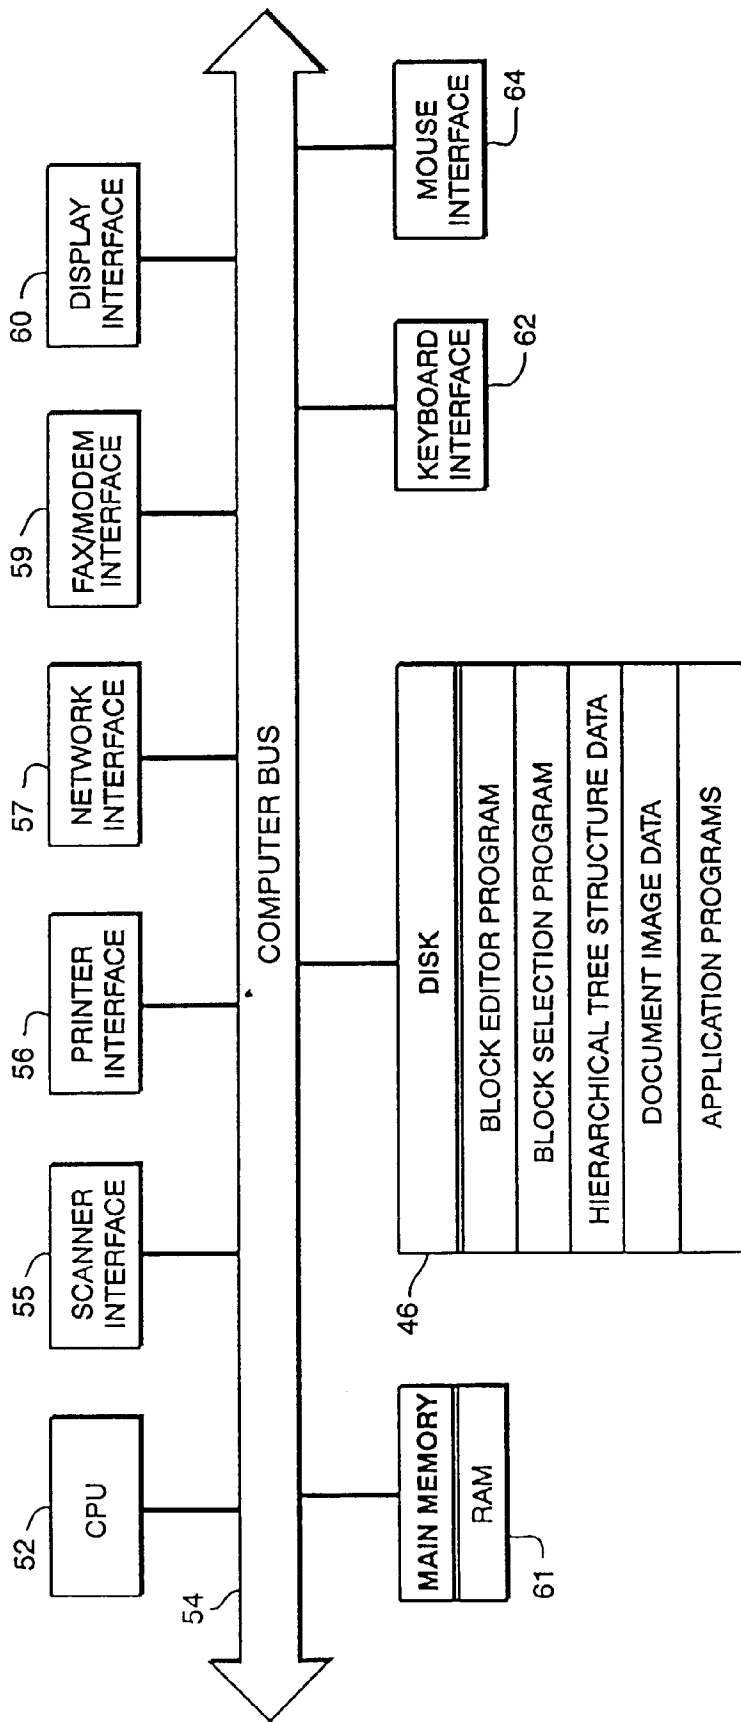 52
CPU
55
SCANNER
INTERFACE
56
PRINTER
INTERFACE
57
NETWORK
INTERFACE
59
FAX/MODEM
INTERFACE
60
DISPLAY
INTERFACE
54
COMPUTER BUS
MAIN MEMORY
RAM
61
46
DISK
BLOCK EDITOR PROGRAM
BLOCK SELECTION PROGRAM
HIERARCHICAL TREE STRUCTURE DATA
DOCUMENT IMAGE DATA
APPLICATION PROGRAMS
KEYBOARD
INTERFACE
62
MOUSE
INTERFACE
64